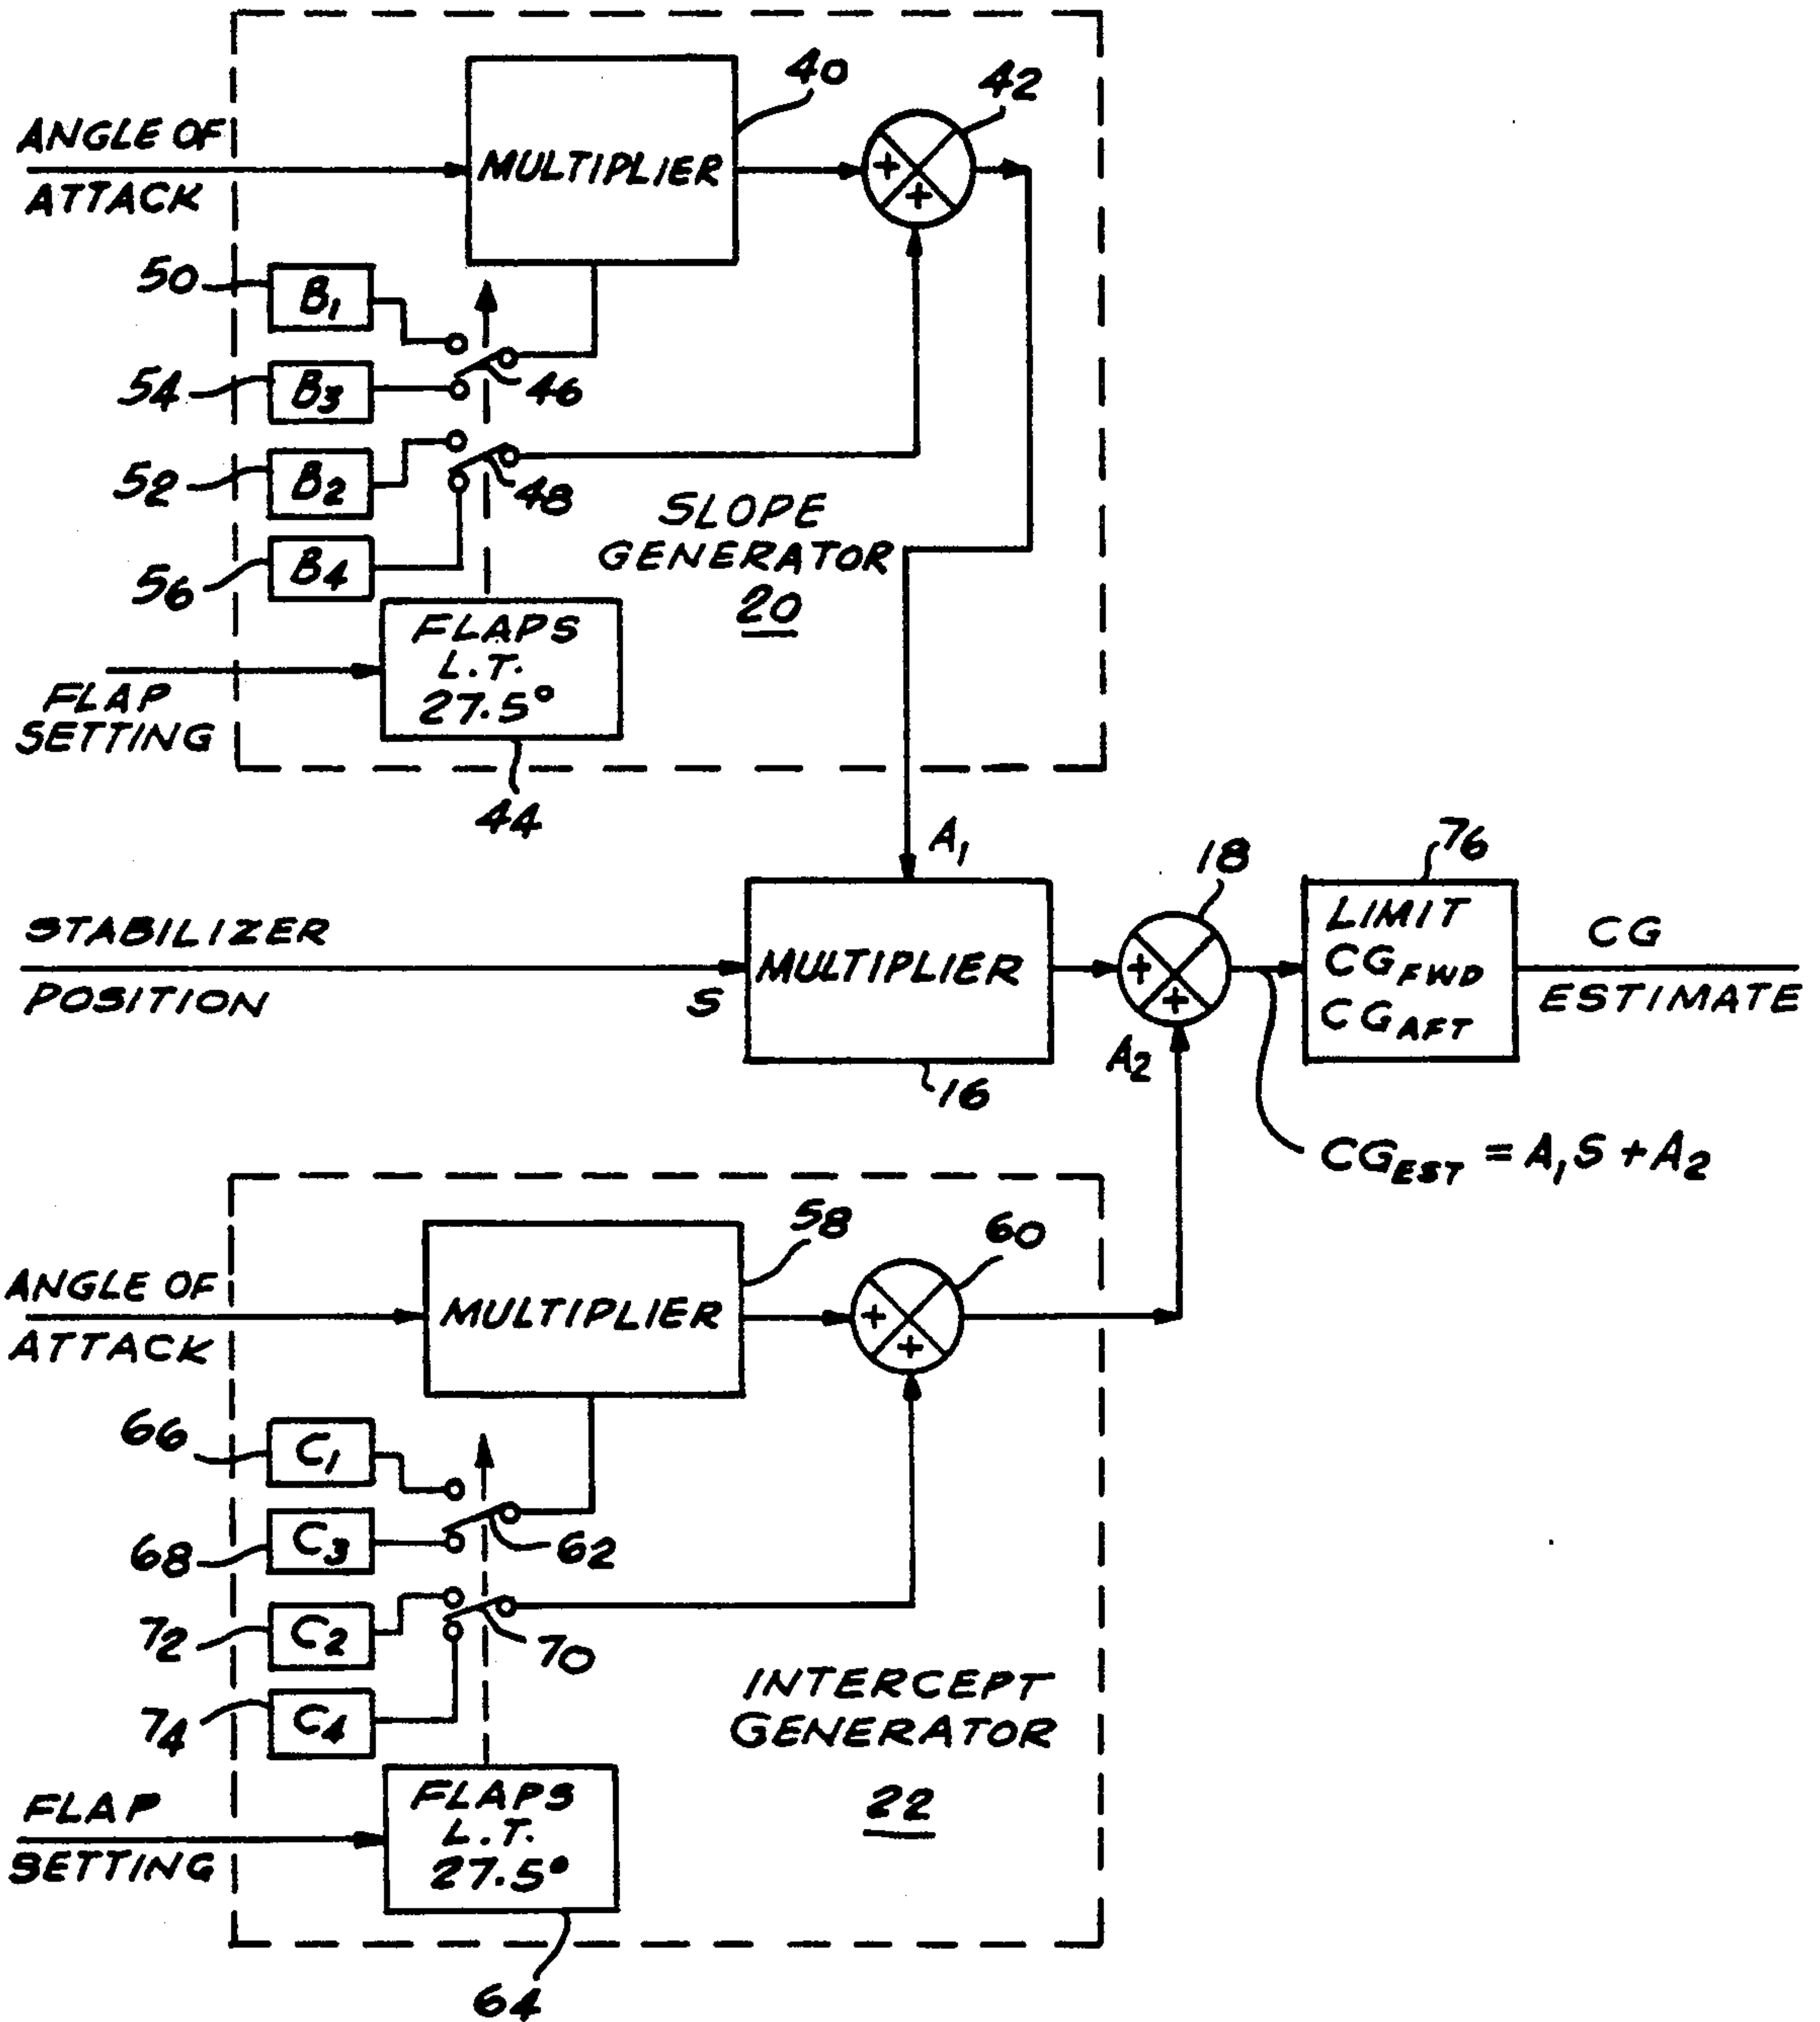 40
42
ANGLE OF
ATTACK
MULTIPLIER
+
+
50
B1
54
B3
46
52
B2
48
56
B4
SLOPE
GENERATOR
20
FLAPS
L.T.
27.5°
FLAP
SETTING
44
A1
STABILIZER
POSITION
S
MULTIPLIER
16
18
+
+
A2
76
LIMIT
CGFWD
CGAFT
CG
ESTIMATE
CGEST = A1S + A2
58
60
ANGLE OF
ATTACK
MULTIPLIER
+
+
66
C1
68
C3
62
72
C2
70
74
C4
INTERCEPT
GENERATOR
22
FLAPS
L.T.
27.5°
FLAP
SETTING
64